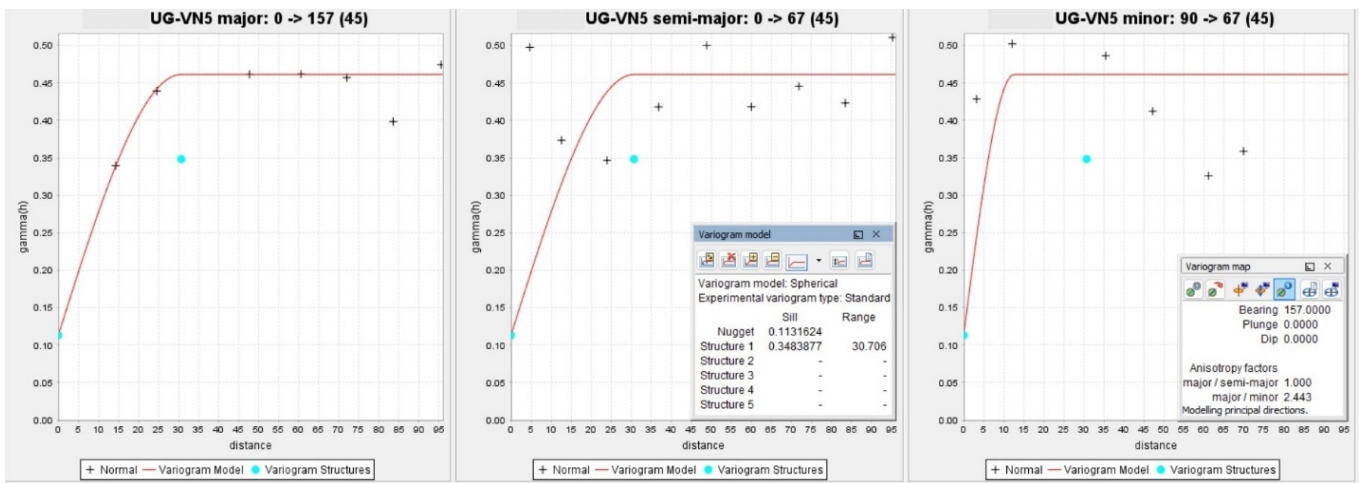 UG-VN5 major: 0 -> 157 (45)
gamma(h)
0.50
0.45
0.40
0.35
0.30
0.25
0.20
0.15
0.10
0.05
0.00
0 5 10 15 20 25 30 35 40 45 50 55 60 65 70 75 80 85 90 95
distance
Normal Variogram Model Variogram Structures
UG-VN5 semi-major: 0 -> 67 (45)
gamma(h)
0.50
0.45
0.40
0.35
0.30
0.25
0.20
0.15
0.10
0.05
0.00
0 5 10 15 20 25 30 35 40 45 50 55 60 65 70 75 80 85 90 95
distance
Normal Variogram Model Variogram Structures
Variogram model
Variogram model: Spherical
Experimental variogram type: Standard
Sill Range
Nugget 0.1131624
Structure 1 0.3483877 30.706
Structure 2 - -
Structure 3 - -
Structure 4 - -
Structure 5 - -
UG-VN5 minor: 90 -> 67 (45)
gamma(h)
0.50
0.45
0.40
0.35
0.30
0.25
0.20
0.15
0.10
0.05
0.00
0 5 10 15 20 25 30 35 40 45 50 55 60 65 70 75 80 85 90 95
distance
Normal Variogram Model Variogram Structures
Variogram map
Bearing 157.0000
Plunge 0.0000
Dip 0.0000
Anisotropy factors
major / semi-major 1.000
major / minor 2.443
Modelling principal directions.